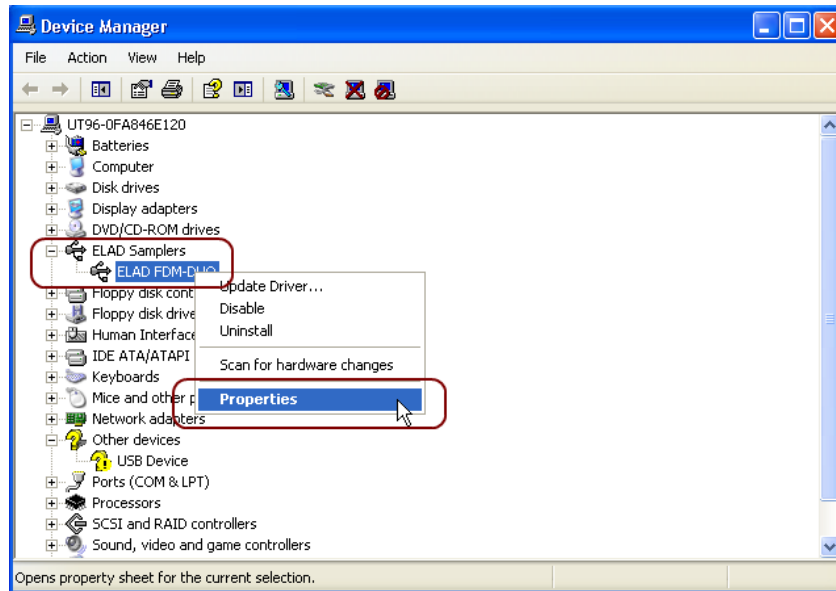 Device Manager
File Action View Help
UT96-0FA846E120
Batteries
Computer
Disk drives
Display adapters
DVD/CD-ROM drives
ELAD Samplers
ELAD FDM-DUO
Floppy disk cont
Floppy disk drive
Human Interface
IDE ATA/ATAPI
Keyboards
Mice and other
Network adapters
Other devices
USB Device
Ports (COM & LPT)
Processors
SCSI and RAID controllers
Sound, video and game controllers
Update Driver...
Disable
Uninstall
Scan for hardware changes
Properties
Opens property sheet for the current selection.